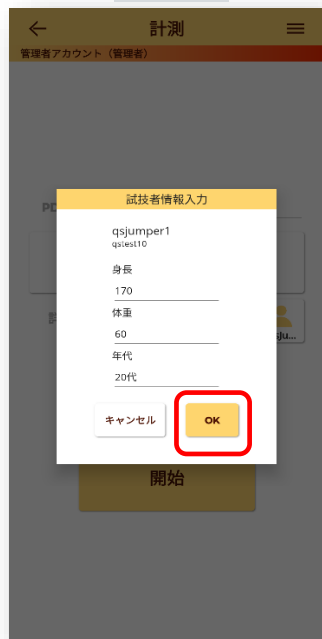 計測
管理者アカウント（管理者）
試技者情報入力
qsjumper1
qstest10
身長
170
体重
60
年代
20代
キャンセル
OK
開始